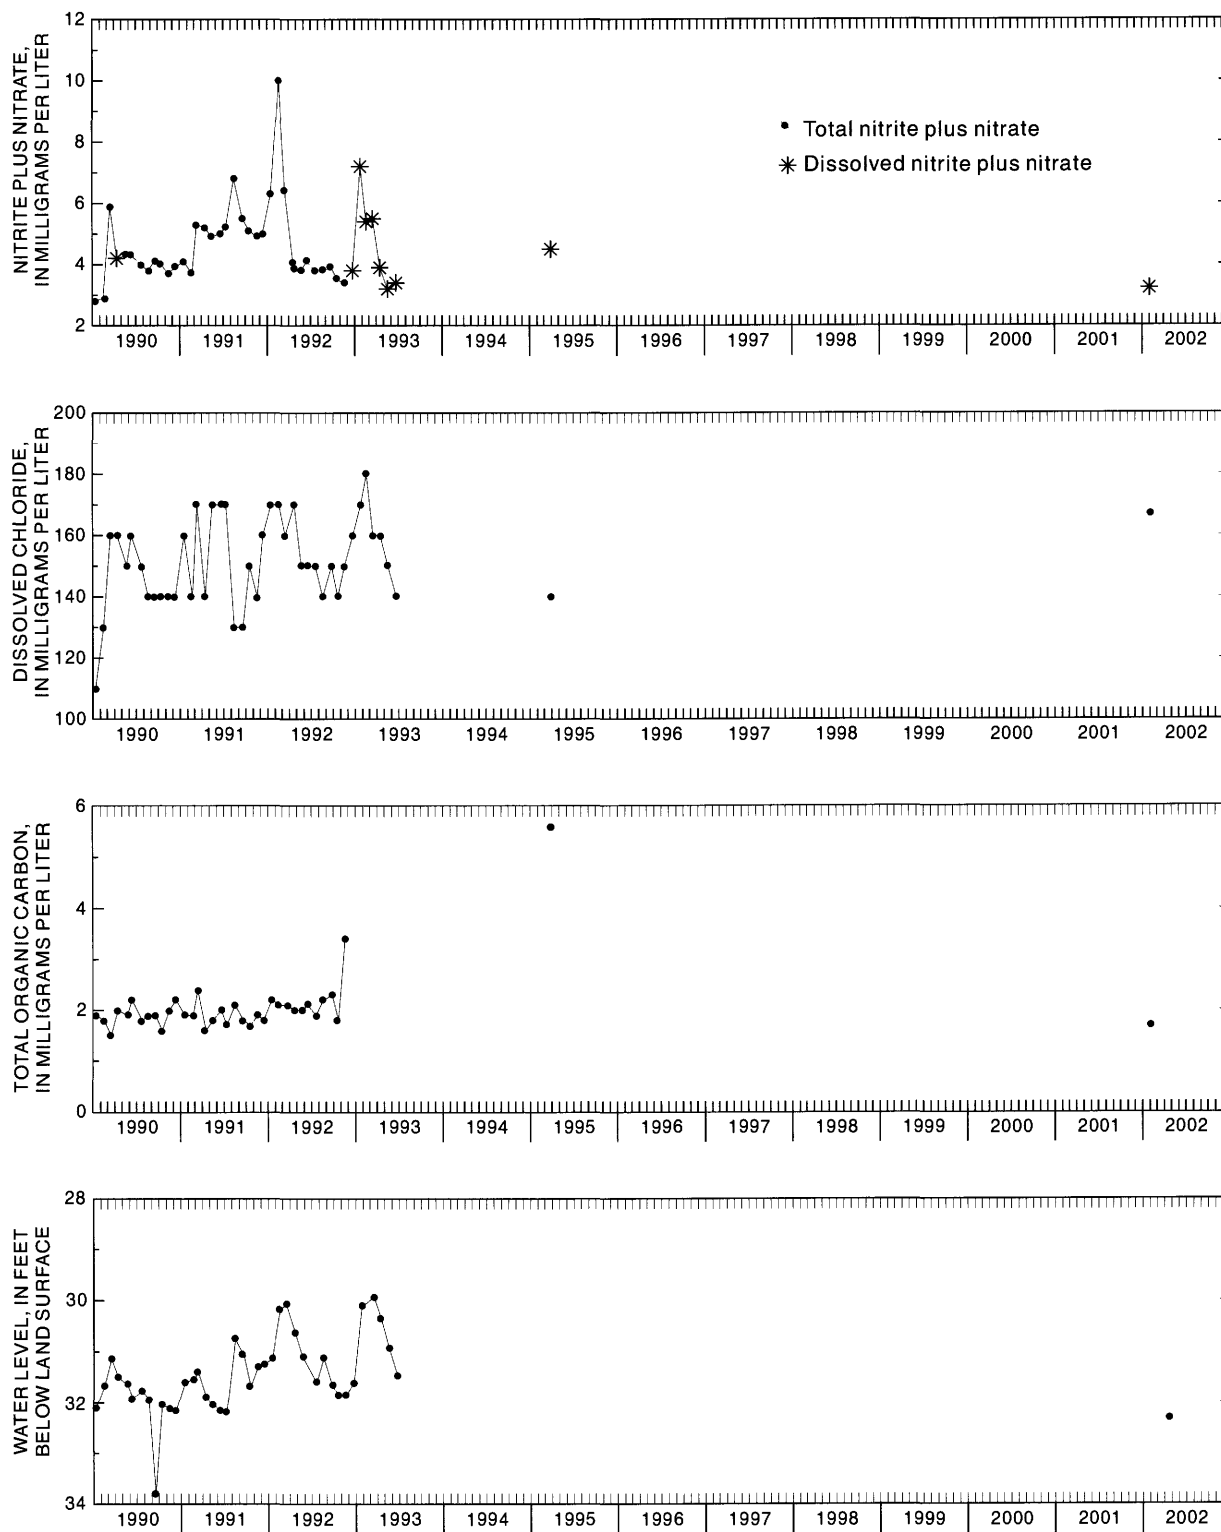 NITRITE PLUS NITRATE,
IN MILLIGRAMS PER LITER
12
10
8
6
4
2
Total nitrite plus nitrate
Dissolved nitrite plus nitrate
1990 1991 1992 1993 1994 1995 1996 1997 1998 1999 2000 2001 2002
DISSOLVED CHLORIDE,
IN MILLIGRAMS PER LITER
200
180
160
140
120
100
1990 1991 1992 1993 1994 1995 1996 1997 1998 1999 2000 2001 2002
TOTAL ORGANIC CARBON,
IN MILLIGRAMS PER LITER
6
4
2
0
1990 1991 1992 1993 1994 1995 1996 1997 1998 1999 2000 2001 2002
WATER LEVEL, IN FEET
BELOW LAND SURFACE
28
30
32
34
1990 1991 1992 1993 1994 1995 1996 1997 1998 1999 2000 2001 2002